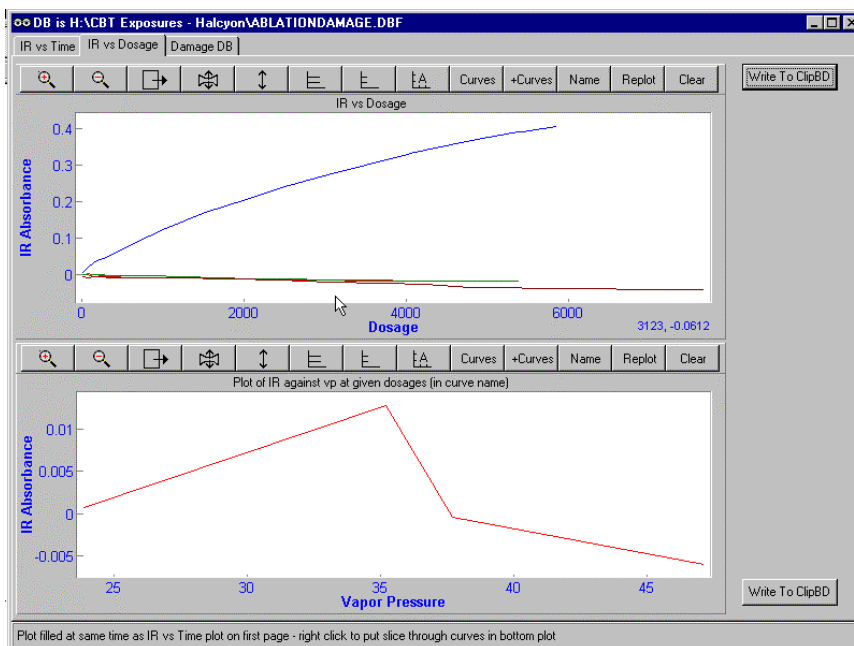 DB is H:\CBT Exposures - Halcyon\ABLATIONDAMAGE.DBF
IR vs Time IR vs Dosage Damage DB
Curves +Curves Name Replot Clear
Write To ClipBD
IR vs Dosage
IR Absorbance
0.4
0.3
0.2
0.1
0
0 2000 4000 6000
Dosage
3123, -0.0612
Curves +Curves Name Replot Clear
Plot of IR against vp at given dosages (in curve name)
IR Absorbance
0.01
0.005
0
-0.005
25 30 35 40 45
Vapor Pressure
Write To ClipBD
Plot filled at same time as IR vs Time plot on first page - right click to put slice through curves in bottom plot